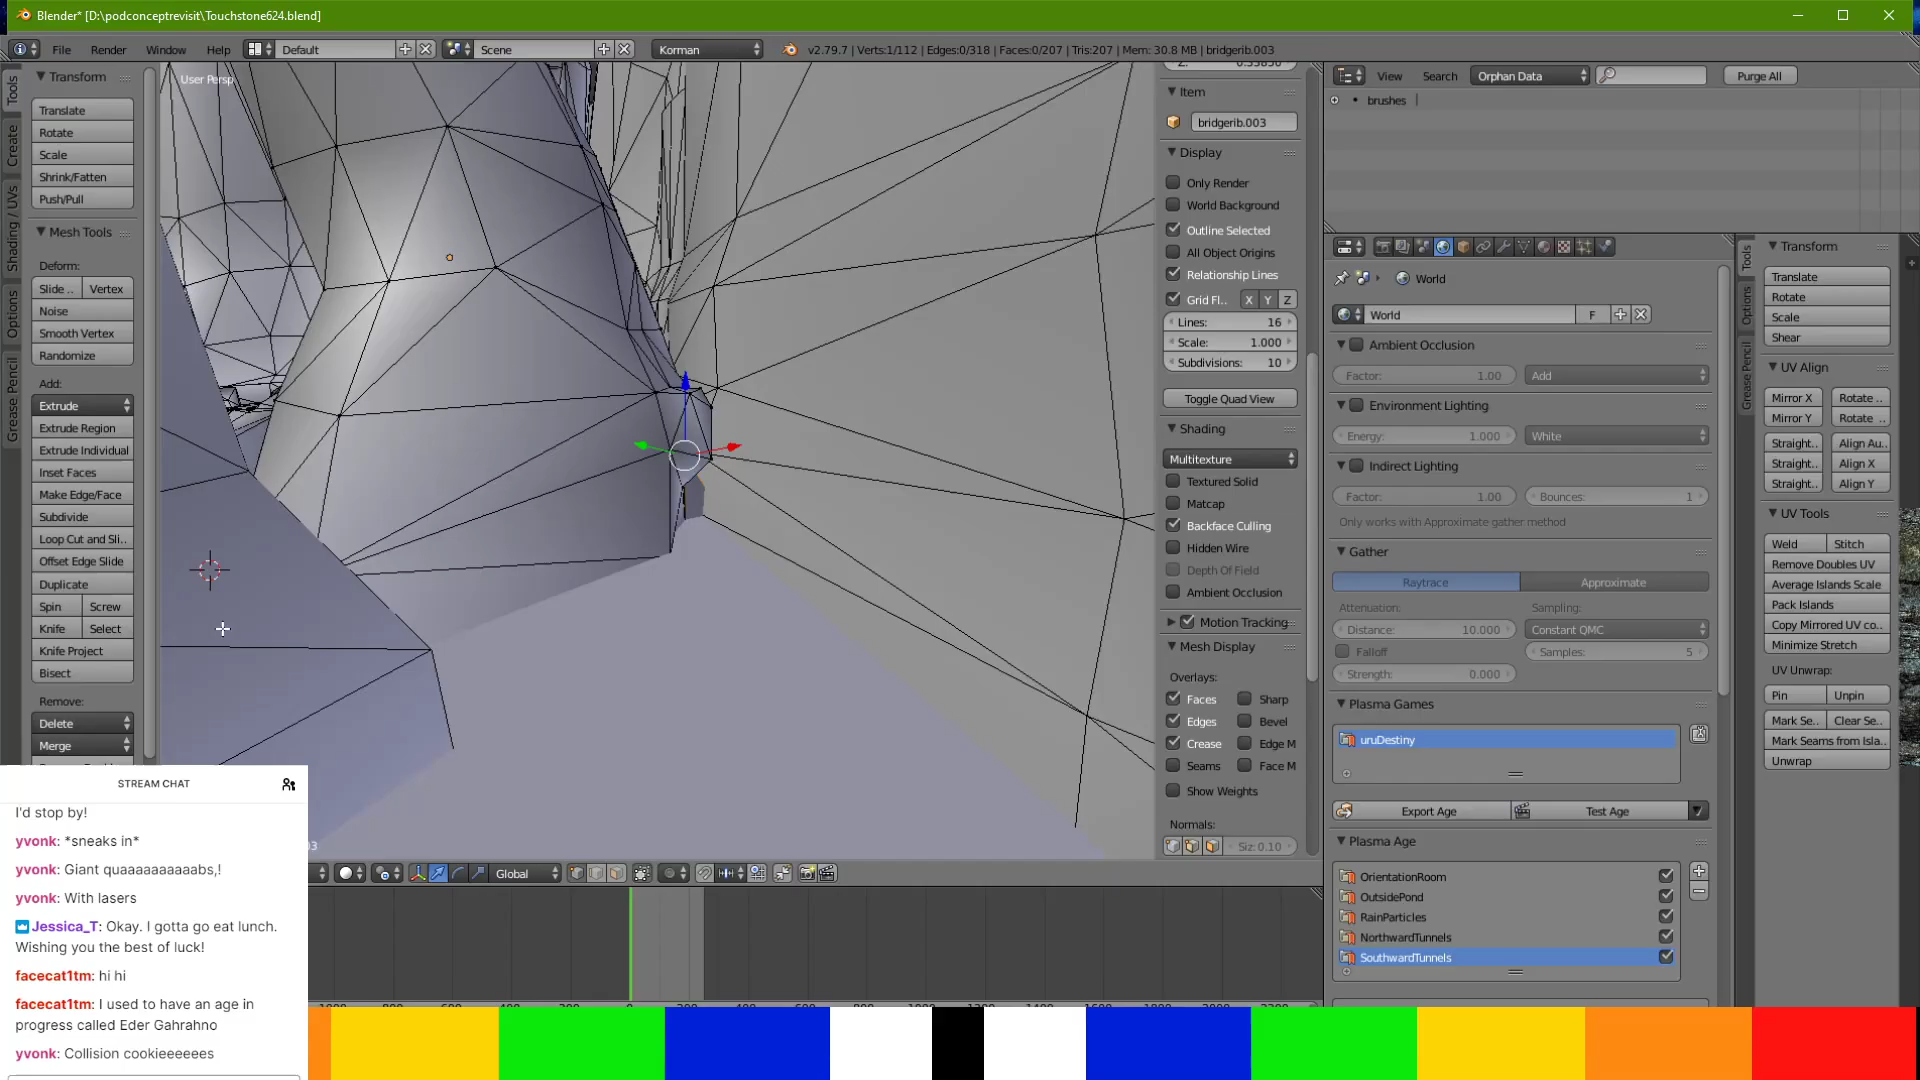 Blender* [D:\podconceptrevisit\Touchstone624.blend]
File Render Window Help Default Scene Korman v2.79.7 | Verts:1/112 | Edges:0/318 | Faces:0/207 | Tris:207 | Mem: 30.8 MB | bridgerib.003
Tools
Create
Shading / UVs
Options
Grease Pencil
Transform
Translate
Rotate
Scale
Shrink/Fatten
Push/Pull
Mesh Tools
Deform:
Slide .. Vertex
Noise
Smooth Vertex
Randomize
Add:
Extrude
Extrude Region
Extrude Individual
Inset Faces
Make Edge/Face
Subdivide
Loop Cut and Sli..
Offset Edge Slide
Duplicate
Spin Screw
Knife Select
Knife Project
Bisect
Remove:
Delete
Merge
User Persp
Global
Item
bridgerib.003
Display
Only Render
World Background
Outline Selected
All Object Origins
Relationship Lines
Grid Fl.. X Y Z
Lines: 16
Scale: 1.000
Subdivisions: 10
Toggle Quad View
Shading
Multitexture
Textured Solid
Matcap
Backface Culling
Hidden Wire
Depth Of Field
Ambient Occlusion
Motion Tracking
Mesh Display
Overlays:
Faces Sharp
Edges Bevel
Crease Edge M
Seams Face M
Show Weights
Normals:
Siz: 0.10
View Search Orphan Data Purge All
brushes
World
World F
Ambient Occlusion
Factor: 1.00 Add
Environment Lighting
Energy: 1.000 White
Indirect Lighting
Factor: 1.00 Bounces: 1
Only works with Approximate gather method
Gather
Raytrace Approximate
Attenuation: Sampling:
Distance: 10.000 Constant QMC
Falloff Samples: 5
Strength: 0.000
Plasma Games
uruDestiny
Export Age Test Age
Plasma Age
OrientationRoom
OutsidePond
RainParticles
NorthwardTunnels
SouthwardTunnels
Tools
Options
Grease Pencil
Transform
Translate
Rotate
Scale
Shear
UV Align
Mirror X Rotate ..
Mirror Y Rotate ..
Straight.. Align Au..
Straight.. Align X
Straight.. Align Y
UV Tools
Weld Stitch
Remove Doubles UV
Average Islands Scale
Pack Islands
Copy Mirrored UV co..
Minimize Stretch
UV Unwrap:
Pin Unpin
Mark Se.. Clear Se..
Mark Seams from Isla..
Unwrap
STREAM CHAT
I'd stop by!
yvonk: *sneaks in*
yvonk: Giant quaaaaaaaaaabs,!
yvonk: With lasers
Jessica_T: Okay. I gotta go eat lunch.
Wishing you the best of luck!
facecat1tm: hi hi
facecat1tm: I used to have an age in
progress called Eder Gahrahno
yvonk: Collision cookieeeeees